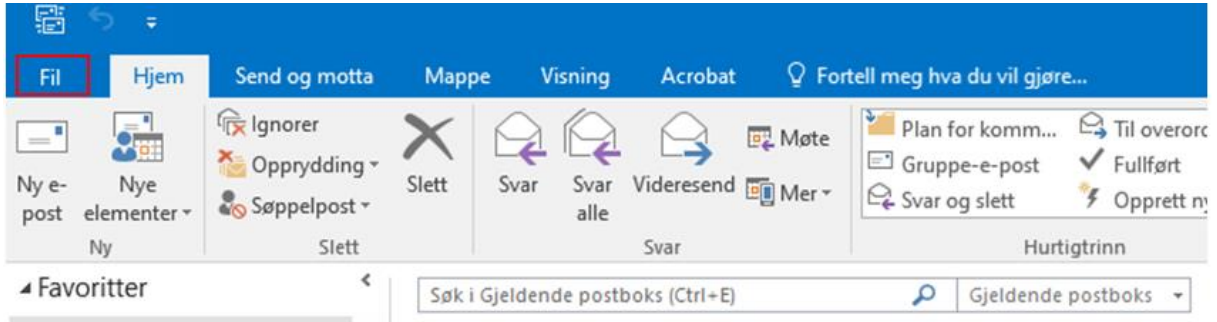 Fil Hjem Send og motta Mappe Visning Acrobat Fortell meg hva du vil gjøre...
Ny e-post
Nye elementer
Ny
Ignorer
Opprydding
Søppelpost
Slett
Slett
Svar
Svar alle
Videresend
Møte
Mer
Svar
Plan for komm...
Gruppe-e-post
Svar og slett
Til overord
Fullført
Opprett ny
Hurtigtrinn
Favoritter
Søk i Gjeldende postboks (Ctrl+E)
Gjeldende postboks